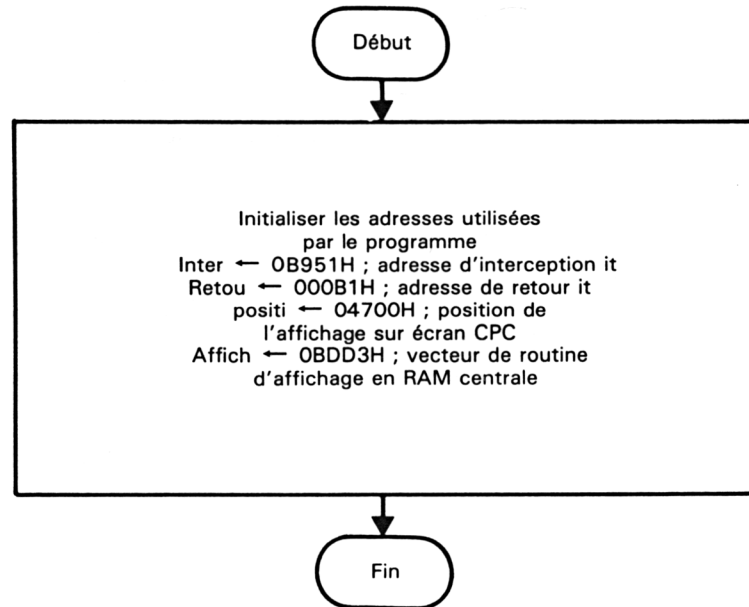 Début
Initialiser les adresses utilisées
par le programme
Inter ← 0B951H ; adresse d'interception it
Retou ← 000B1H ; adresse de retour it
positi ← 04700H ; position de
l'affichage sur écran CPC
Affich ← 0BDD3H ; vecteur de routine
d'affichage en RAM centrale
Fin